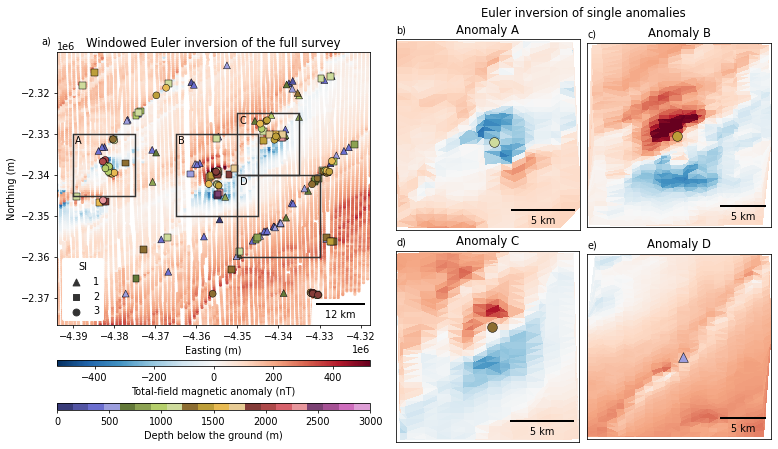 Euler inversion of single anomalies
a)
1e6
Windowed Euler inversion of the full survey
−2.32
−2.33
−2.34
−2.35
−2.36
−2.37
Northing (m)
A
B
C
D
SI
1
2
3
12 km
−4.39
−4.38
−4.37
−4.36
−4.35
−4.34
−4.33
−4.32
Easting (m)
1e6
−400
−200
0
200
400
Total-field magnetic anomaly (nT)
0
500
1000
1500
2000
2500
3000
Depth below the ground (m)
b)
Anomaly A
5 km
c)
Anomaly B
5 km
d)
Anomaly C
5 km
e)
Anomaly D
5 km